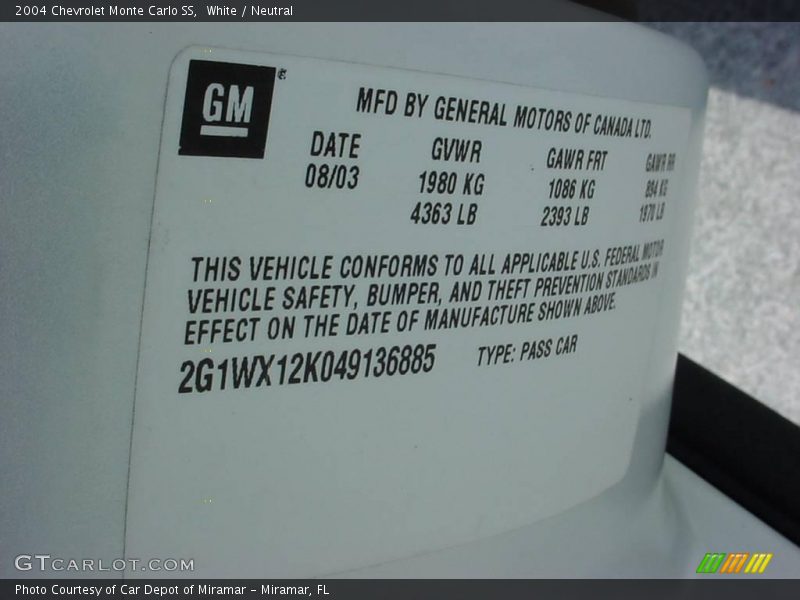 2004 Chevrolet Monte Carlo SS, White / Neutral
GM ®
MFD BY GENERAL MOTORS OF CANADA LTD.
DATE GVWR GAWR FRT GAWR RR
08/03 1980 KG 1086 KG 894 KG
4363 LB 2393 LB 1970 LB
THIS VEHICLE CONFORMS TO ALL APPLICABLE U.S. FEDERAL MOTOR
VEHICLE SAFETY, BUMPER, AND THEFT PREVENTION STANDARDS IN
EFFECT ON THE DATE OF MANUFACTURE SHOWN ABOVE.
2G1WX12K049136885 TYPE: PASS CAR
GTCARLOT.COM
Photo Courtesy of Car Depot of Miramar - Miramar, FL